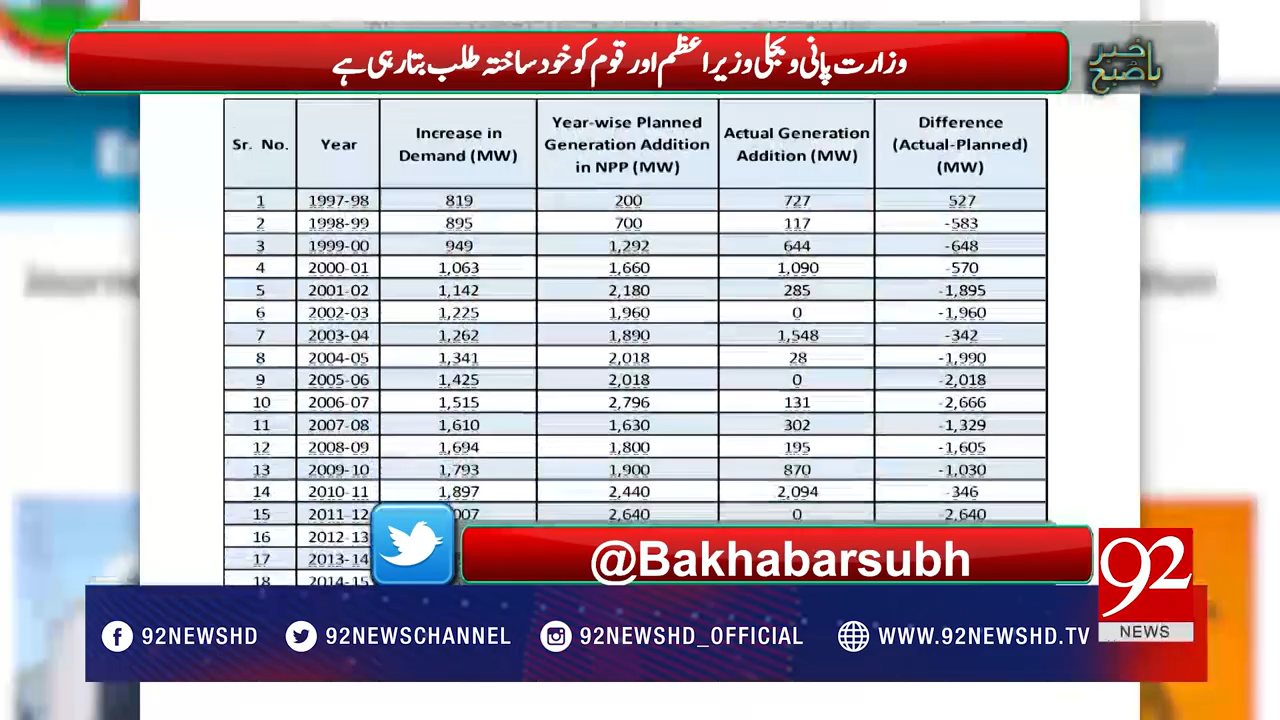 وزارت پانی و بجلی وزیراعظم اور قوم کو خود ساختہ طلب بتا رہی ہے
باخبر صبح
Sr. No. Year Increase in Demand (MW) Year-wise Planned Generation Addition in NPP (MW) Actual Generation Addition (MW) Difference (Actual-Planned) (MW)
1 1997-98 819 200 727 527
2 1998-99 895 700 117 -583
3 1999-00 949 1,292 644 -648
4 2000-01 1,063 1,660 1,090 -570
5 2001-02 1,142 2,180 285 -1,895
6 2002-03 1,225 1,960 0 -1,960
7 2003-04 1,262 1,890 1,548 -342
8 2004-05 1,341 2,018 28 -1,990
9 2005-06 1,425 2,018 0 -2,018
10 2006-07 1,515 2,796 131 -2,666
11 2007-08 1,610 1,630 302 -1,329
12 2008-09 1,694 1,800 195 -1,605
13 2009-10 1,793 1,900 870 -1,030
14 2010-11 1,897 2,440 2,094 -346
15 2011-12 007 2,640 0 -2,640
16 2012-13
17 2013-14
18 2014-15
@Bakhabarsubh
92 NEWS
92NEWSHD 92NEWSCHANNEL 92NEWSHD_OFFICIAL WWW.92NEWSHD.TV